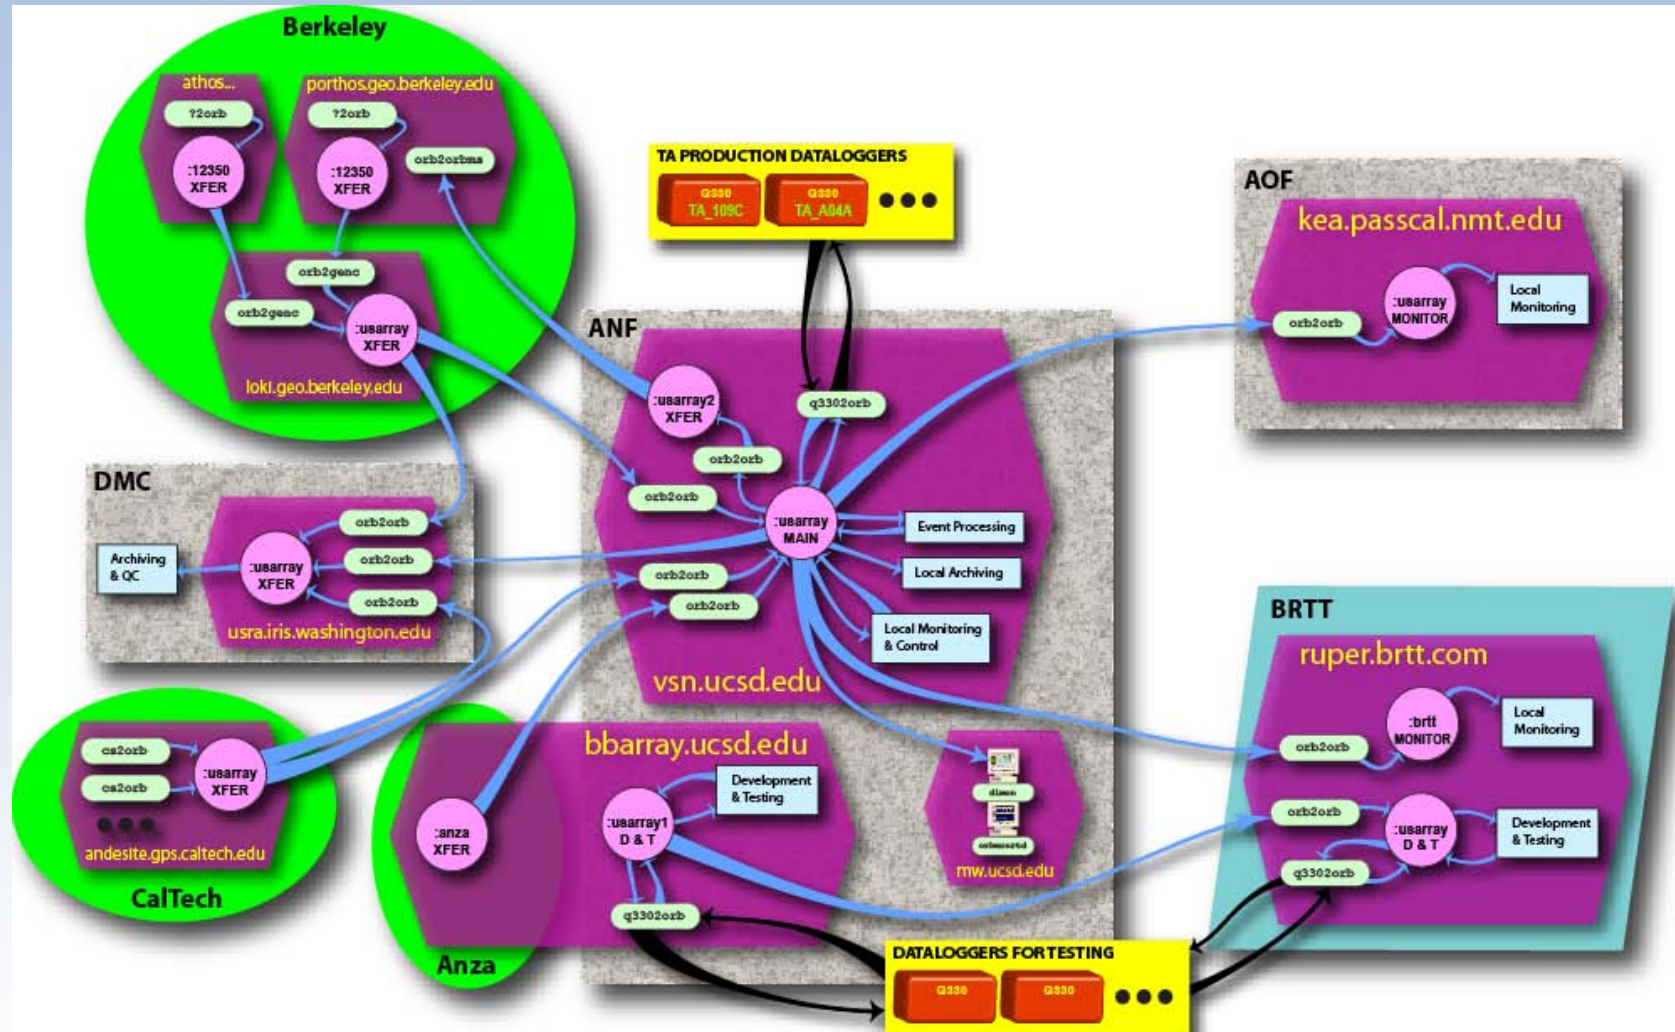 Berkeley
athos...
?2orb
:12350
XFER
porthos.geo.berkeley.edu
?2orb
:12350
XFER
orb2orbms
orb2genc
orb2genc
:usarray
XFER
loki.geo.berkeley.edu
TA PRODUCTION DATALOGGERS
Q330
TA_109C
Q330
TA_A04A
AOF
kea.passcal.nmt.edu
orb2orb
:usarray
MONITOR
Local
Monitoring
ANF
:usarray2
XFER
q3302orb
orb2orb
orb2orb
:usarray
MAIN
Event Processing
Local Archiving
Local Monitoring
& Control
orb2orb
orb2orb
vsn.ucsd.edu
DMC
Archiving
& QC
:usarray
XFER
orb2orb
orb2orb
orb2orb
usra.iris.washington.edu
CalTech
cs2orb
cs2orb
:usarray
XFER
andesite.gps.caltech.edu
Anza
:anza
XFER
bbarray.ucsd.edu
:usarray1
D & T
Development
& Testing
q3302orb
mw.ucsd.edu
BRTT
ruper.brtt.com
orb2orb
:brtt
MONITOR
Local
Monitoring
orb2orb
:usarray
D & T
Development
& Testing
q3302orb
DATALOGGERS FOR TESTING
Q330
Q330